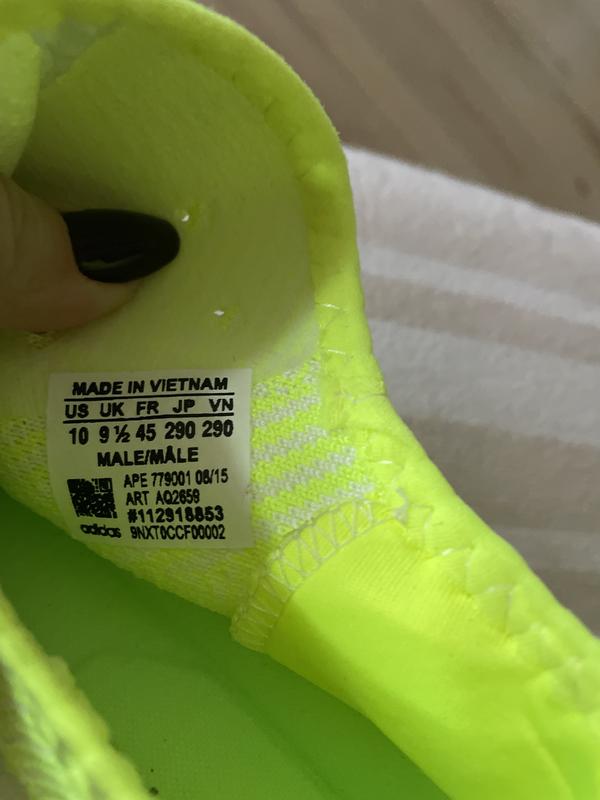 MADE IN VIETNAM
US UK FR JP VN
10 9 ½ 45 290 290
MALE/MÂLE
APE 779001 08/15
ART AQ2659
#112918853
adidas 9NXT0CCF00002